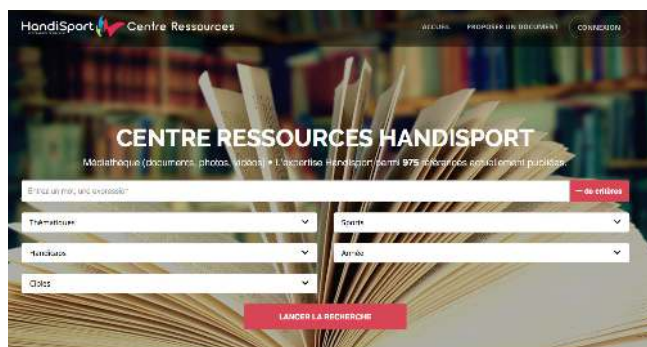 HandiSport Centre Ressources
ACCUEIL PROPOSER UN DOCUMENT CONNEXION
CENTRE RESSOURCES HANDISPORT
Médiathèque (documents, photos, vidéos) • L'expertise Handisport parmi 975 références actuellement publiées.
Entrez un mot, une expression
— de critères
Thématiques Sports
Handicaps Année
Cibles
LANCER LA RECHERCHE